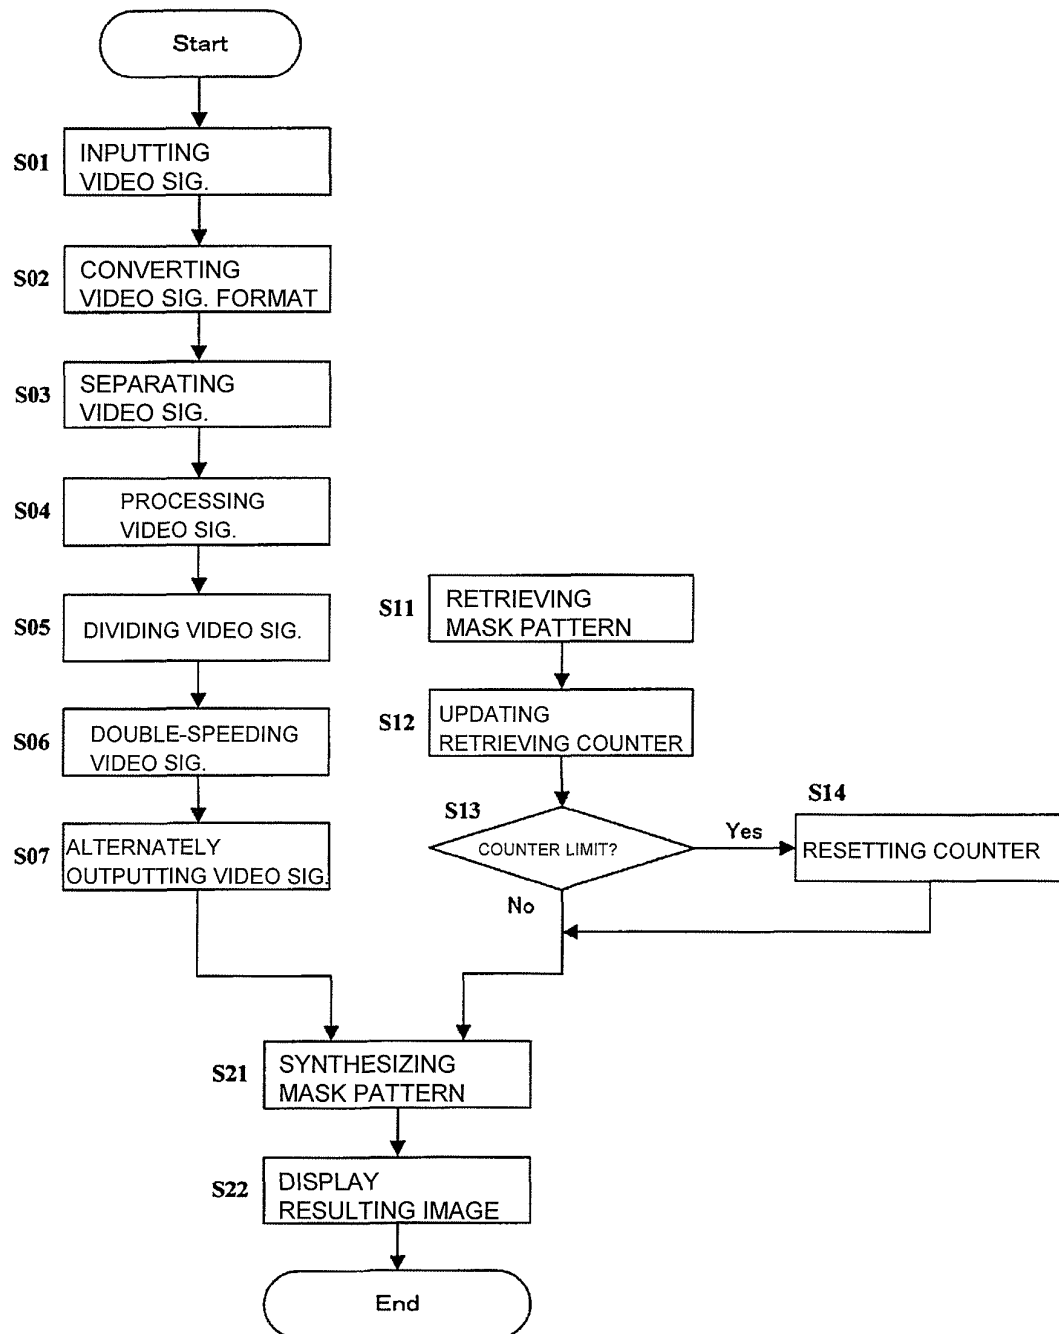 Start
S01
INPUTTING
VIDEO SIG.
S02
CONVERTING
VIDEO SIG. FORMAT
S03
SEPARATING
VIDEO SIG.
S04
PROCESSING
VIDEO SIG.
S05
DIVIDING VIDEO SIG.
S06
DOUBLE-SPEEDING
VIDEO SIG.
S07
ALTERNATELY
OUTPUTTING VIDEO SIG.
S11
RETRIEVING
MASK PATTERN
S12
UPDATING
RETRIEVING COUNTER
S13
COUNTER LIMIT?
Yes
No
S14
RESETTING COUNTER
S21
SYNTHESIZING
MASK PATTERN
S22
DISPLAY
RESULTING IMAGE
End